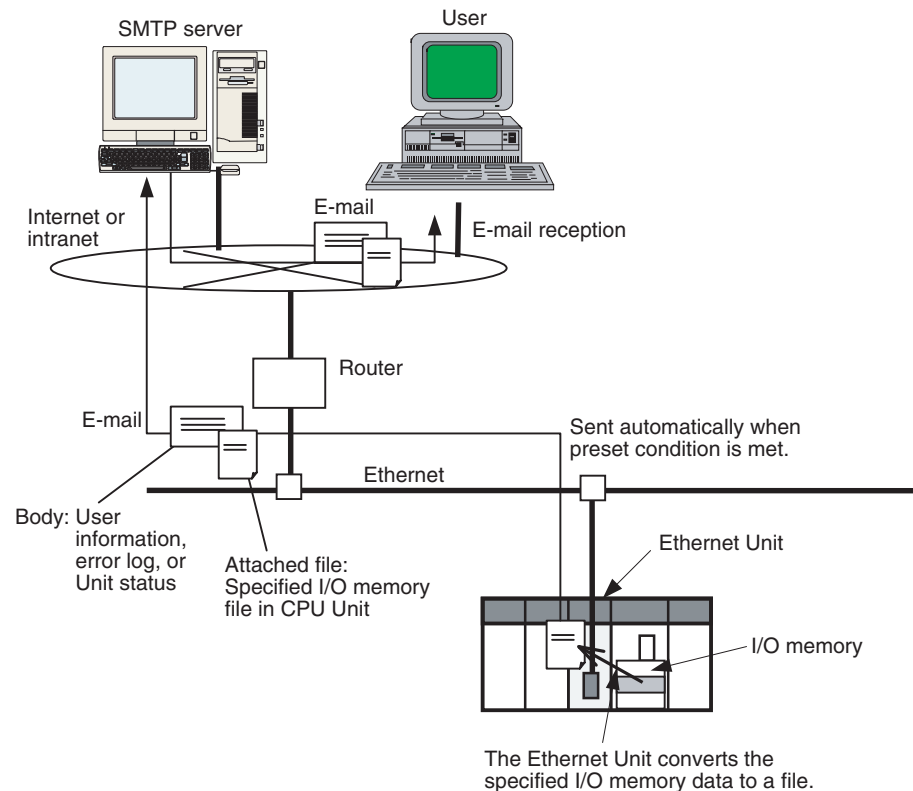 SMTP server
User
Internet or
intranet
E-mail
E-mail reception
Router
E-mail
Sent automatically when
preset condition is met.
Ethernet
Body: User
information,
error log, or
Unit status
Attached file:
Specified I/O memory
file in CPU Unit
Ethernet Unit
I/O memory
The Ethernet Unit converts the
specified I/O memory data to a file.